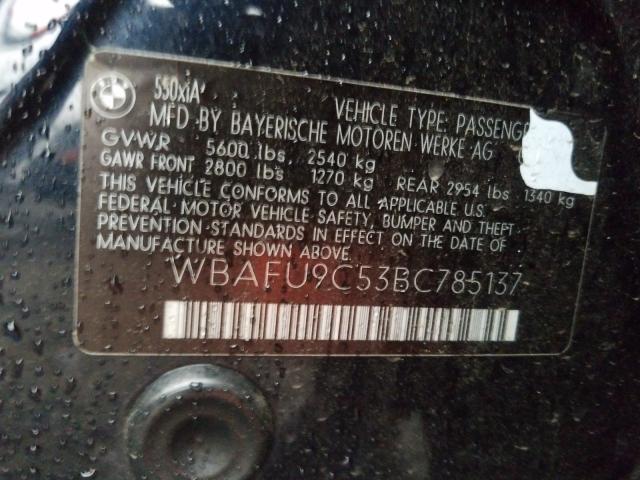 BMW
550xiA
VEHICLE TYPE: PASSENG
MFD BY BAYERISCHE MOTOREN WERKE AG
GVWR 5600 lbs, 2540 kg
GAWR FRONT 2800 lbs 1270 kg REAR 2954 lbs 1340 kg
THIS VEHICLE CONFORMS TO ALL APPLICABLE U.S.
FEDERAL MOTOR VEHICLE SAFETY, BUMPER AND THEFT
PREVENTION STANDARDS IN EFFECT ON THE DATE OF
MANUFACTURE SHOWN ABOVE.
WBAFU9C53BC785137